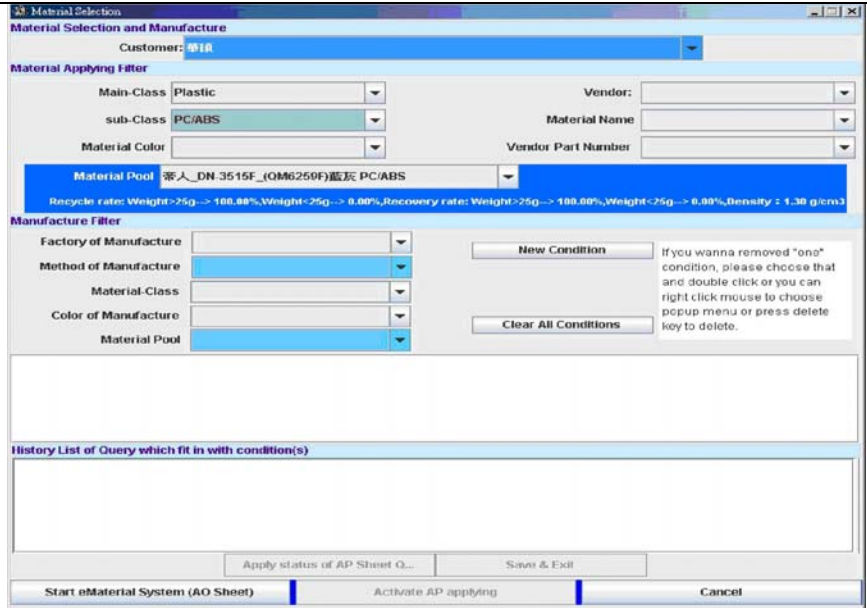 Material Selection
Material Selection and Manufacture
Customer: 華碩
Material Applying Filter
Main-Class Plastic Vendor:
sub-Class PC/ABS Material Name
Material Color Vendor Part Number
Material Pool 帝人_DN-3515F_(QM6259F)藍灰 PC/ABS
Recycle rate: Weight>25g--> 100.00%,Weight<25g--> 0.00%,Recovery rate: Weight>25g--> 100.00%,Weight<25g--> 0.00%,Density : 1.30 g/cm3
Manufacture Filter
Factory of Manufacture
Method of Manufacture
Material-Class
Color of Manufacture
Material Pool
New Condition
Clear All Conditions
If you wanna removed "one"
condition, please choose that
and double click or you can
right click mouse to choose
popup menu or press delete
key to delete.
History List of Query which fit in with condition(s)
Apply status of AP Sheet Q... Save & Exit
Start eMaterial System (AO Sheet) Activate AP applying Cancel